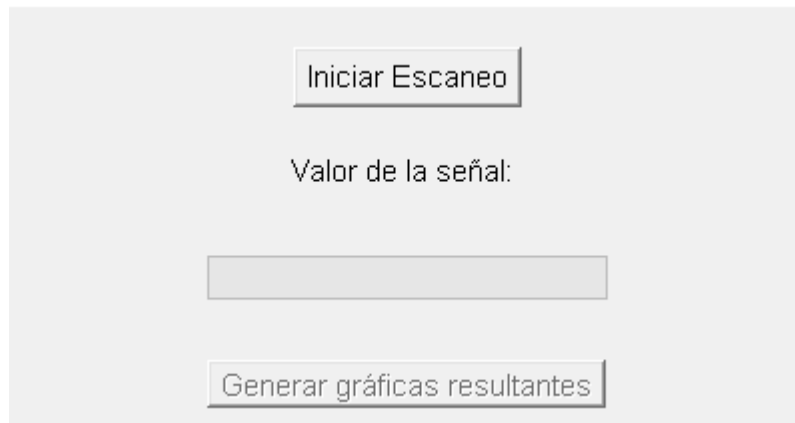 Iniciar Escaneo
Valor de la señal:
Generar gráficas resultantes